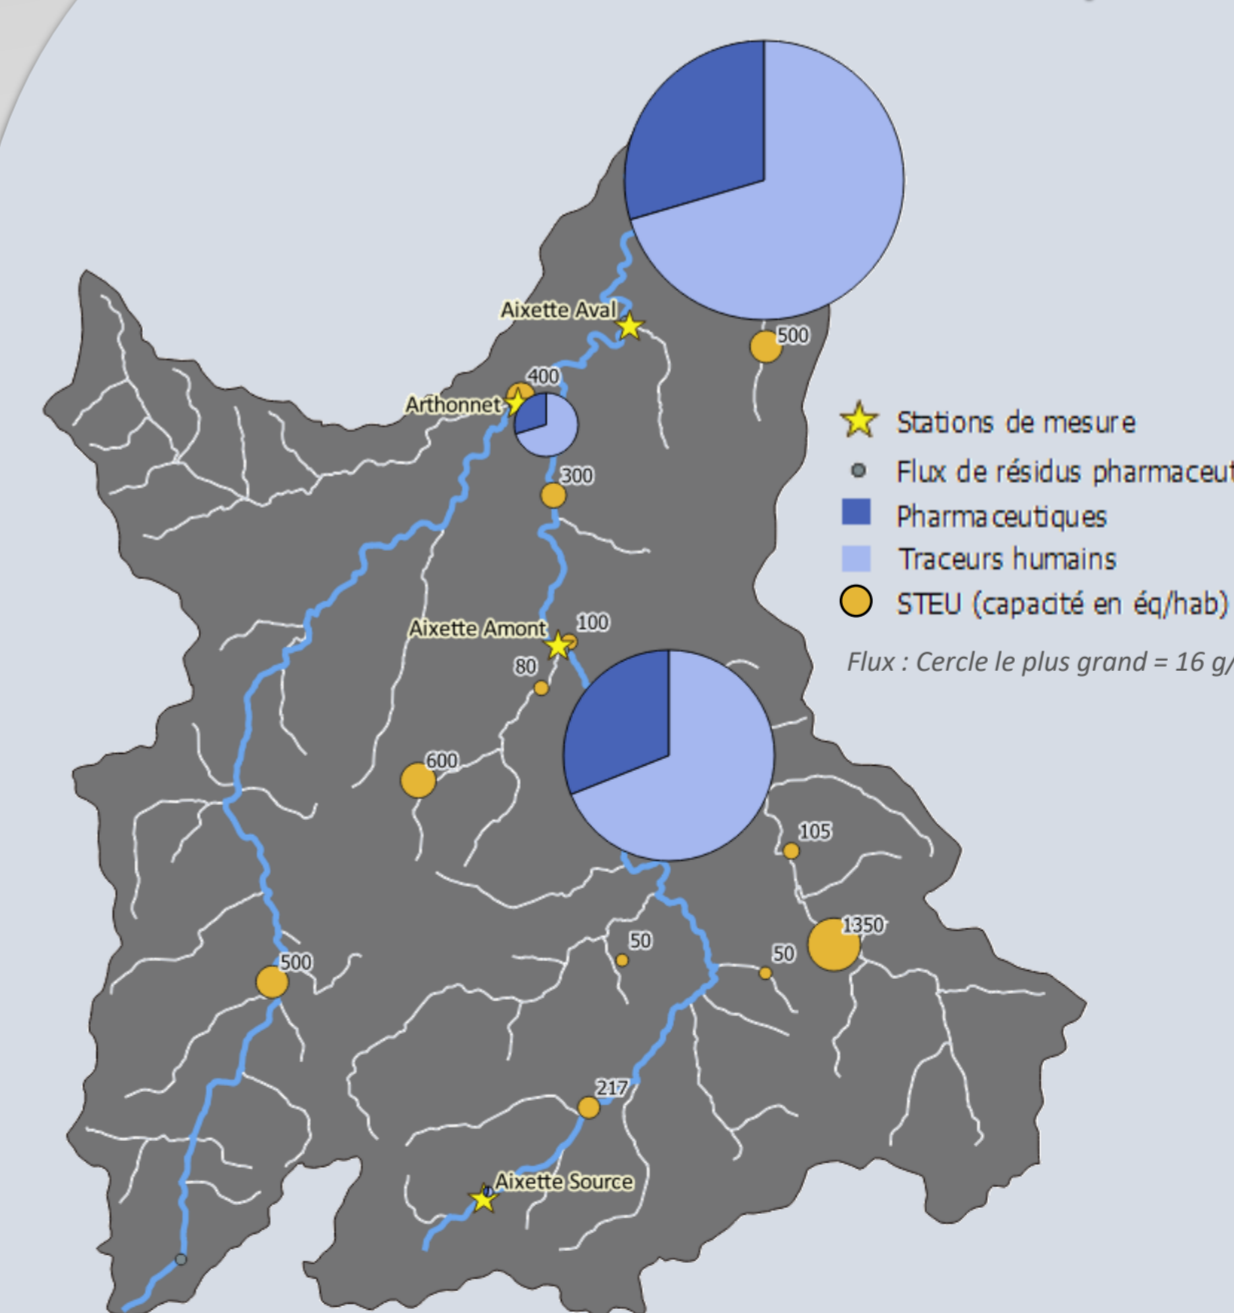 Aixette Aval
500
400
Arthonnet
300
Aixette Amont
100
80
600
105
1350
50
50
500
217
Aixette Source
Stations de mesure
Flux de résidus pharmaceut
Pharmaceutiques
Traceurs humains
STEU (capacité en éq/hab)
Flux : Cercle le plus grand = 16 g/